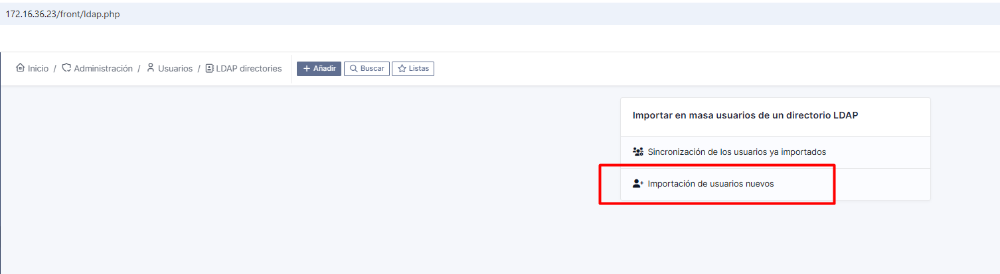 172.16.36.23/front/ldap.php
Inicio / Administración / Usuarios / LDAP directories + Añadir Buscar Listas
Importar en masa usuarios de un directorio LDAP
Sincronización de los usuarios ya importados
Importación de usuarios nuevos